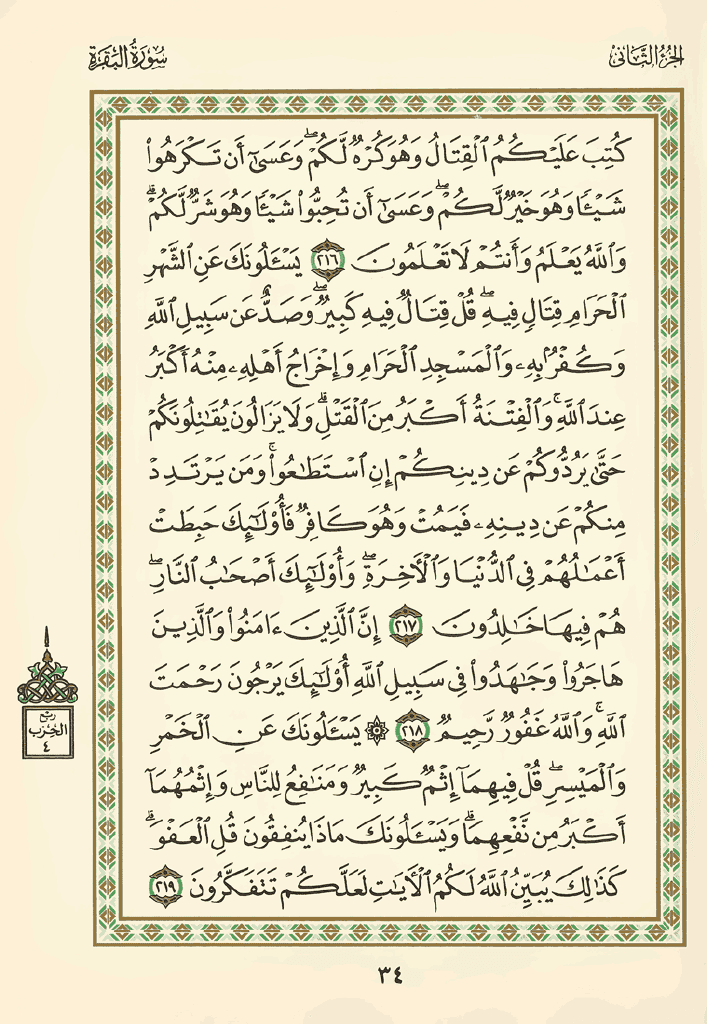 الجزء الثاني
سورة البقرة
كُتِبَ عَلَيْكُمُ ٱلْقِتَالُ وَهُوَ كُرْهٌ لَّكُمْ ۖ وَعَسَىٰٓ أَن تَكْرَهُوا۟
شَيْـًٔا وَهُوَ خَيْرٌ لَّكُمْ ۖ وَعَسَىٰٓ أَن تُحِبُّوا۟ شَيْـًٔا وَهُوَ شَرٌّ لَّكُمْ ۗ
وَٱللَّهُ يَعْلَمُ وَأَنتُمْ لَا تَعْلَمُونَ ٢١٦ يَسْـَٔلُونَكَ عَنِ ٱلشَّهْرِ
ٱلْحَرَامِ قِتَالٍ فِيهِ ۖ قُلْ قِتَالٌ فِيهِ كَبِيرٌ ۖ وَصَدٌّ عَن سَبِيلِ ٱللَّهِ
وَكُفْرٌۢ بِهِۦ وَٱلْمَسْجِدِ ٱلْحَرَامِ وَإِخْرَاجُ أَهْلِهِۦ مِنْهُ أَكْبَرُ
عِندَ ٱللَّهِ ۚ وَٱلْفِتْنَةُ أَكْبَرُ مِنَ ٱلْقَتْلِ ۗ وَلَا يَزَالُونَ يُقَٰتِلُونَكُمْ
حَتَّىٰ يَرُدُّوكُمْ عَن دِينِكُمْ إِنِ ٱسْتَطَٰعُوا۟ ۚ وَمَن يَرْتَدِدْ
مِنكُمْ عَن دِينِهِۦ فَيَمُتْ وَهُوَ كَافِرٌ فَأُو۟لَٰٓئِكَ حَبِطَتْ
أَعْمَٰلُهُمْ فِى ٱلدُّنْيَا وَٱلْـَٔاخِرَةِ ۖ وَأُو۟لَٰٓئِكَ أَصْحَٰبُ ٱلنَّارِ ۖ
هُمْ فِيهَا خَٰلِدُونَ ٢١٧ إِنَّ ٱلَّذِينَ ءَامَنُوا۟ وَٱلَّذِينَ
هَاجَرُوا۟ وَجَٰهَدُوا۟ فِى سَبِيلِ ٱللَّهِ أُو۟لَٰٓئِكَ يَرْجُونَ رَحْمَتَ
ٱللَّهِ ۚ وَٱللَّهُ غَفُورٌ رَّحِيمٌ ٢١٨ ۞ يَسْـَٔلُونَكَ عَنِ ٱلْخَمْرِ
وَٱلْمَيْسِرِ ۖ قُلْ فِيهِمَآ إِثْمٌ كَبِيرٌ وَمَنَٰفِعُ لِلنَّاسِ وَإِثْمُهُمَآ
أَكْبَرُ مِن نَّفْعِهِمَا ۗ وَيَسْـَٔلُونَكَ مَاذَا يُنفِقُونَ قُلِ ٱلْعَفْوَ ۗ
كَذَٰلِكَ يُبَيِّنُ ٱللَّهُ لَكُمُ ٱلْـَٔايَٰتِ لَعَلَّكُمْ تَتَفَكَّرُونَ ٢١٩
ربع
الحزب
٤
٣٤